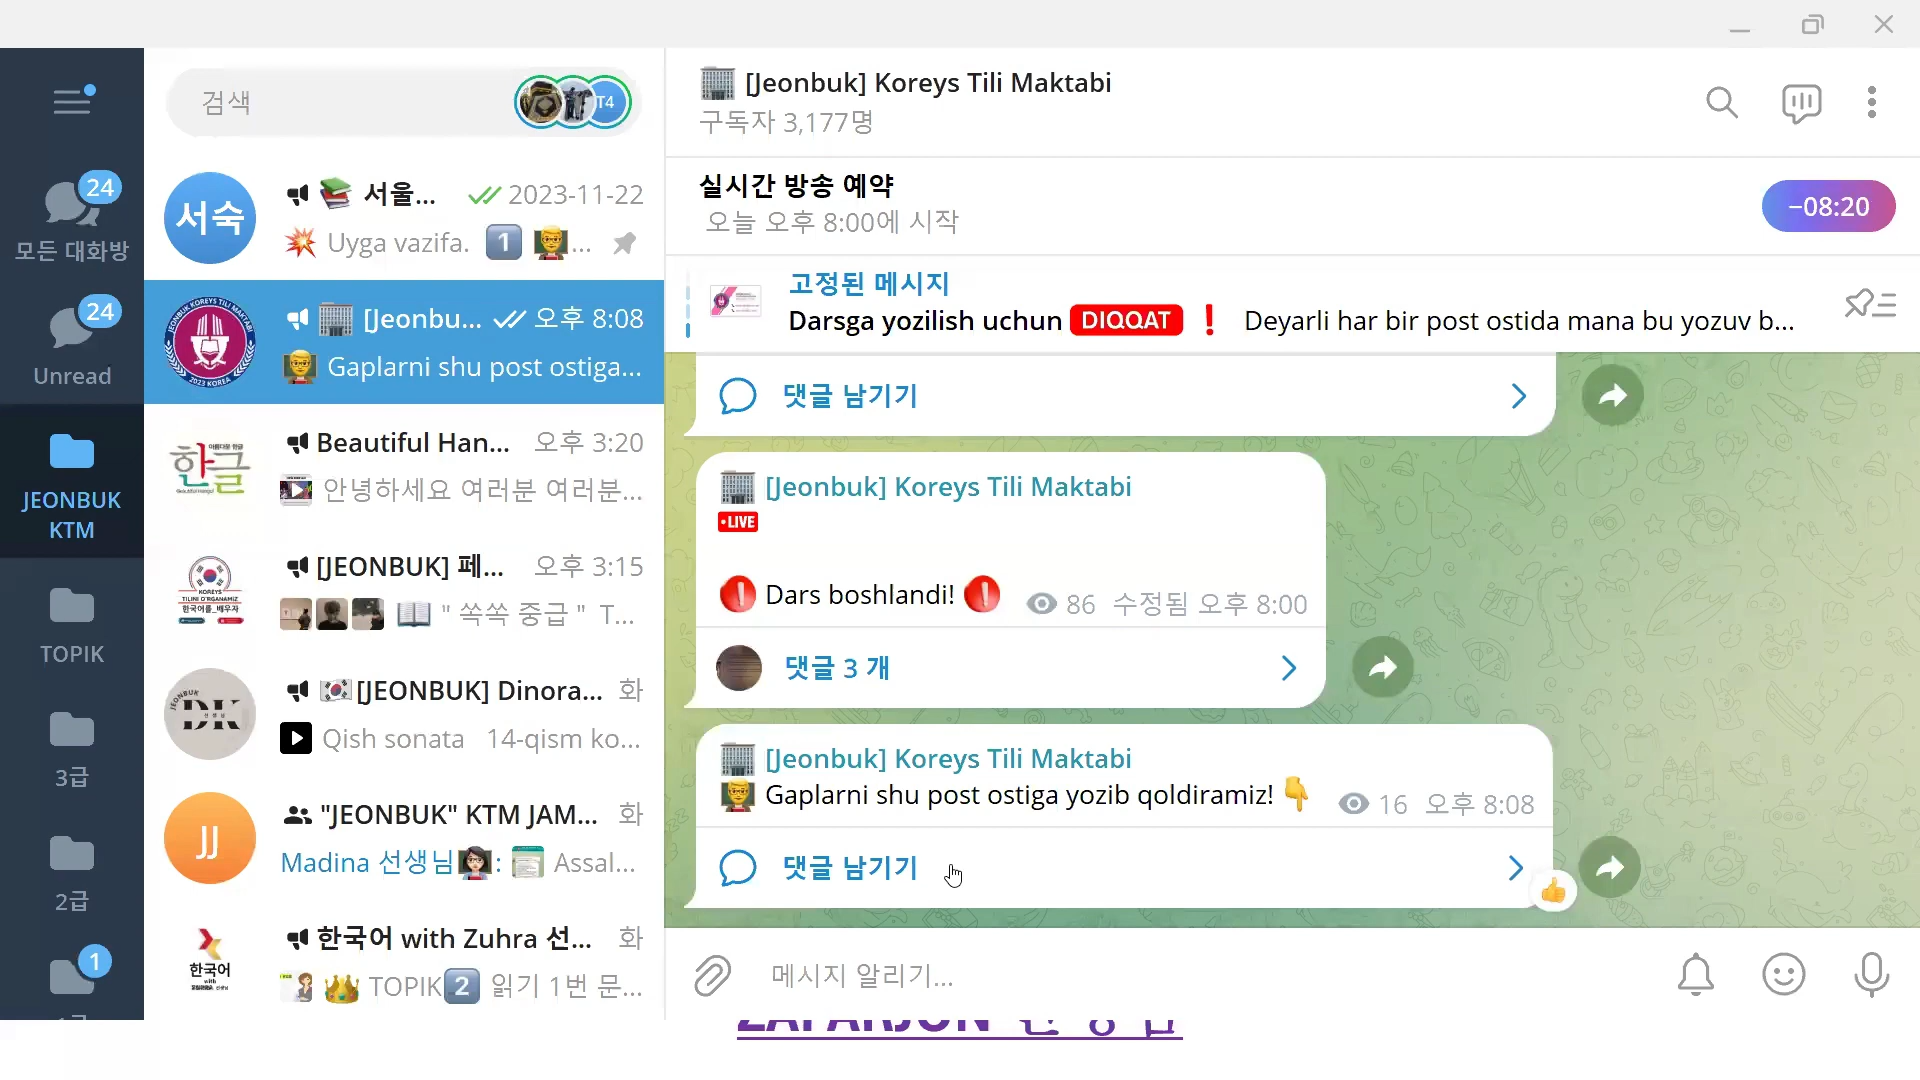 검색
T4
24
모든 대화방
24
Unread
JEONBUK
KTM
TOPIK
3급
2급
1
서숙
서울... 2023-11-22
Uyga vazifa. 1 ...
[Jeonbu... 오후 8:08
Gaplarni shu post ostiga...
Beautiful Han... 오후 3:20
안녕하세요 여러분 여러분...
[JEONBUK] 페... 오후 3:15
" 쏙쏙 중급 " T...
[JEONBUK] Dinora... 화
Qish sonata 14-qism ko...
JJ
"JEONBUK" KTM JAM... 화
Madina 선생님: Assal...
한국어 with Zuhra 선... 화
TOPIK2 읽기 1번 문...
[Jeonbuk] Koreys Tili Maktabi
구독자 3,177명
실시간 방송 예약
오늘 오후 8:00에 시작
−08:20
고정된 메시지
Darsga yozilish uchun DIQQAT ! Deyarli har bir post ostida mana bu yozuv b...
댓글 남기기
[Jeonbuk] Koreys Tili Maktabi
LIVE
Dars boshlandi! 86 수정됨 오후 8:00
댓글 3 개
[Jeonbuk] Koreys Tili Maktabi
Gaplarni shu post ostiga yozib qoldiramiz! 16 오후 8:08
댓글 남기기
메시지 알리기...